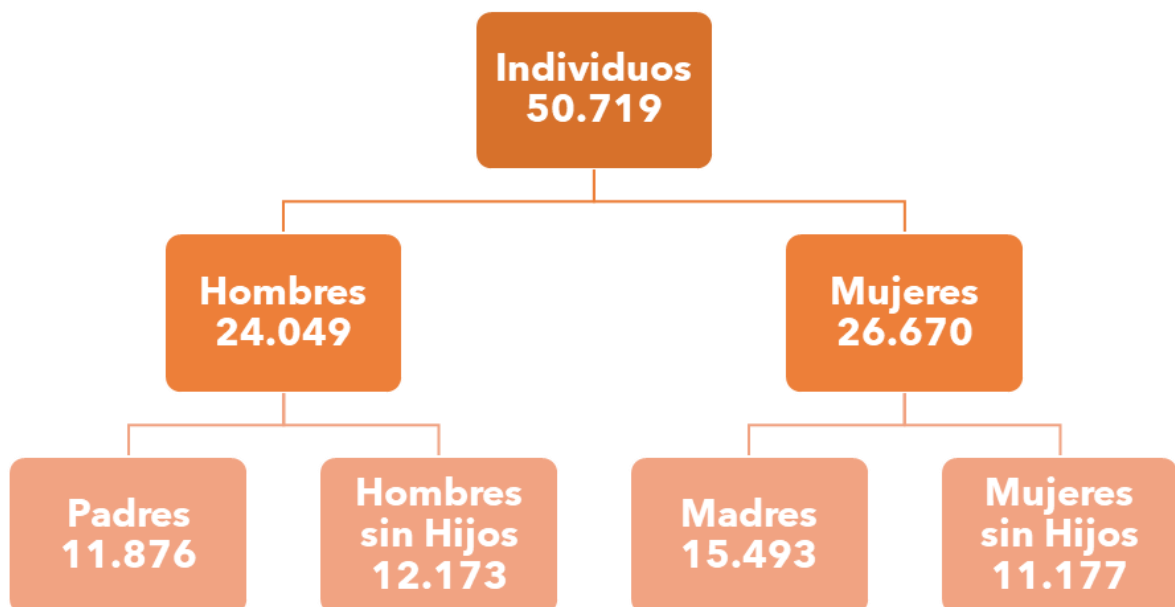 Individuos
50.719
Hombres
24.049
Mujeres
26.670
Padres
11.876
Hombres
sin Hijos
12.173
Madres
15.493
Mujeres
sin Hijos
11.177